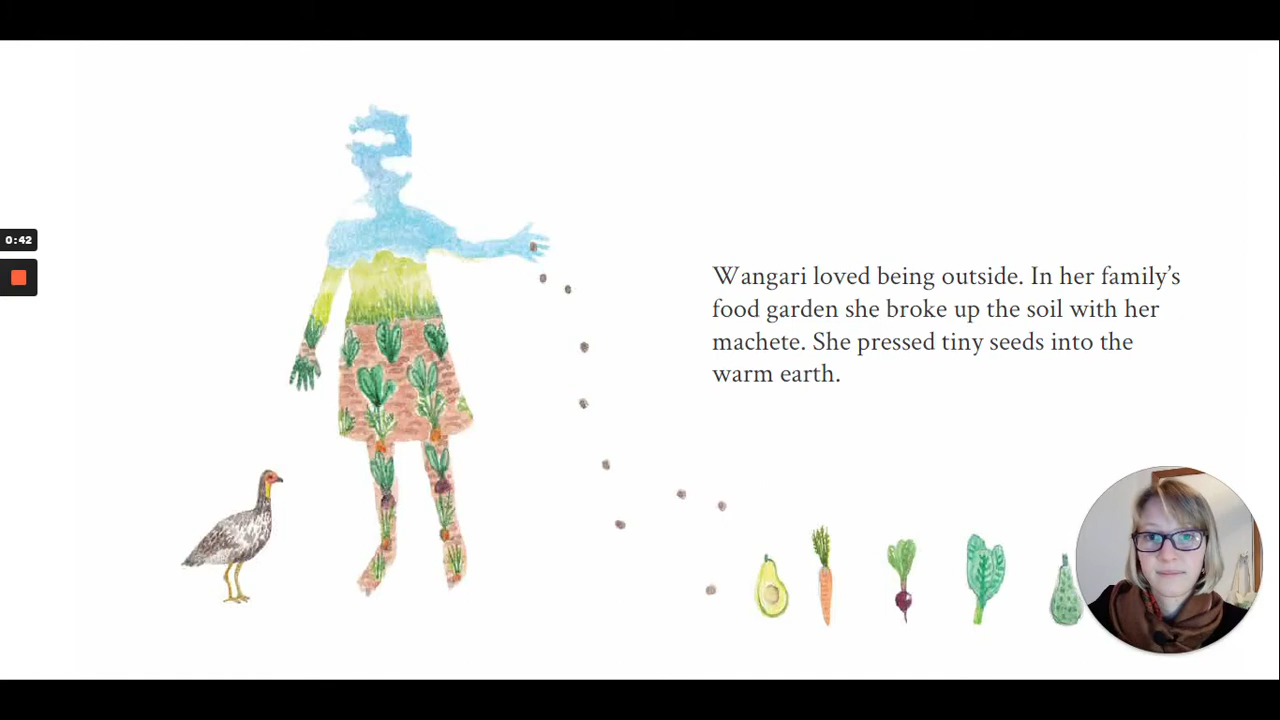 0:42
Wangari loved being outside. In her family’s
food garden she broke up the soil with her
machete. She pressed tiny seeds into the
warm earth.